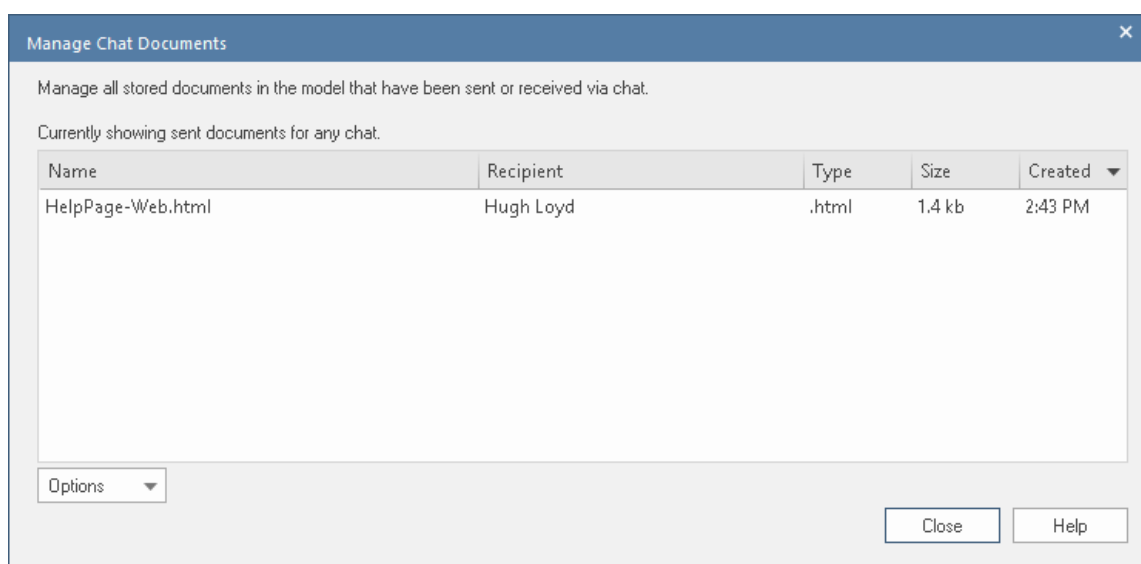 Manage Chat Documents
Manage all stored documents in the model that have been sent or received via chat.
Currently showing sent documents for any chat.
Name Recipient Type Size Created
HelpPage-Web.html Hugh Loyd .html 1.4 kb 2:43 PM
Options
Close Help